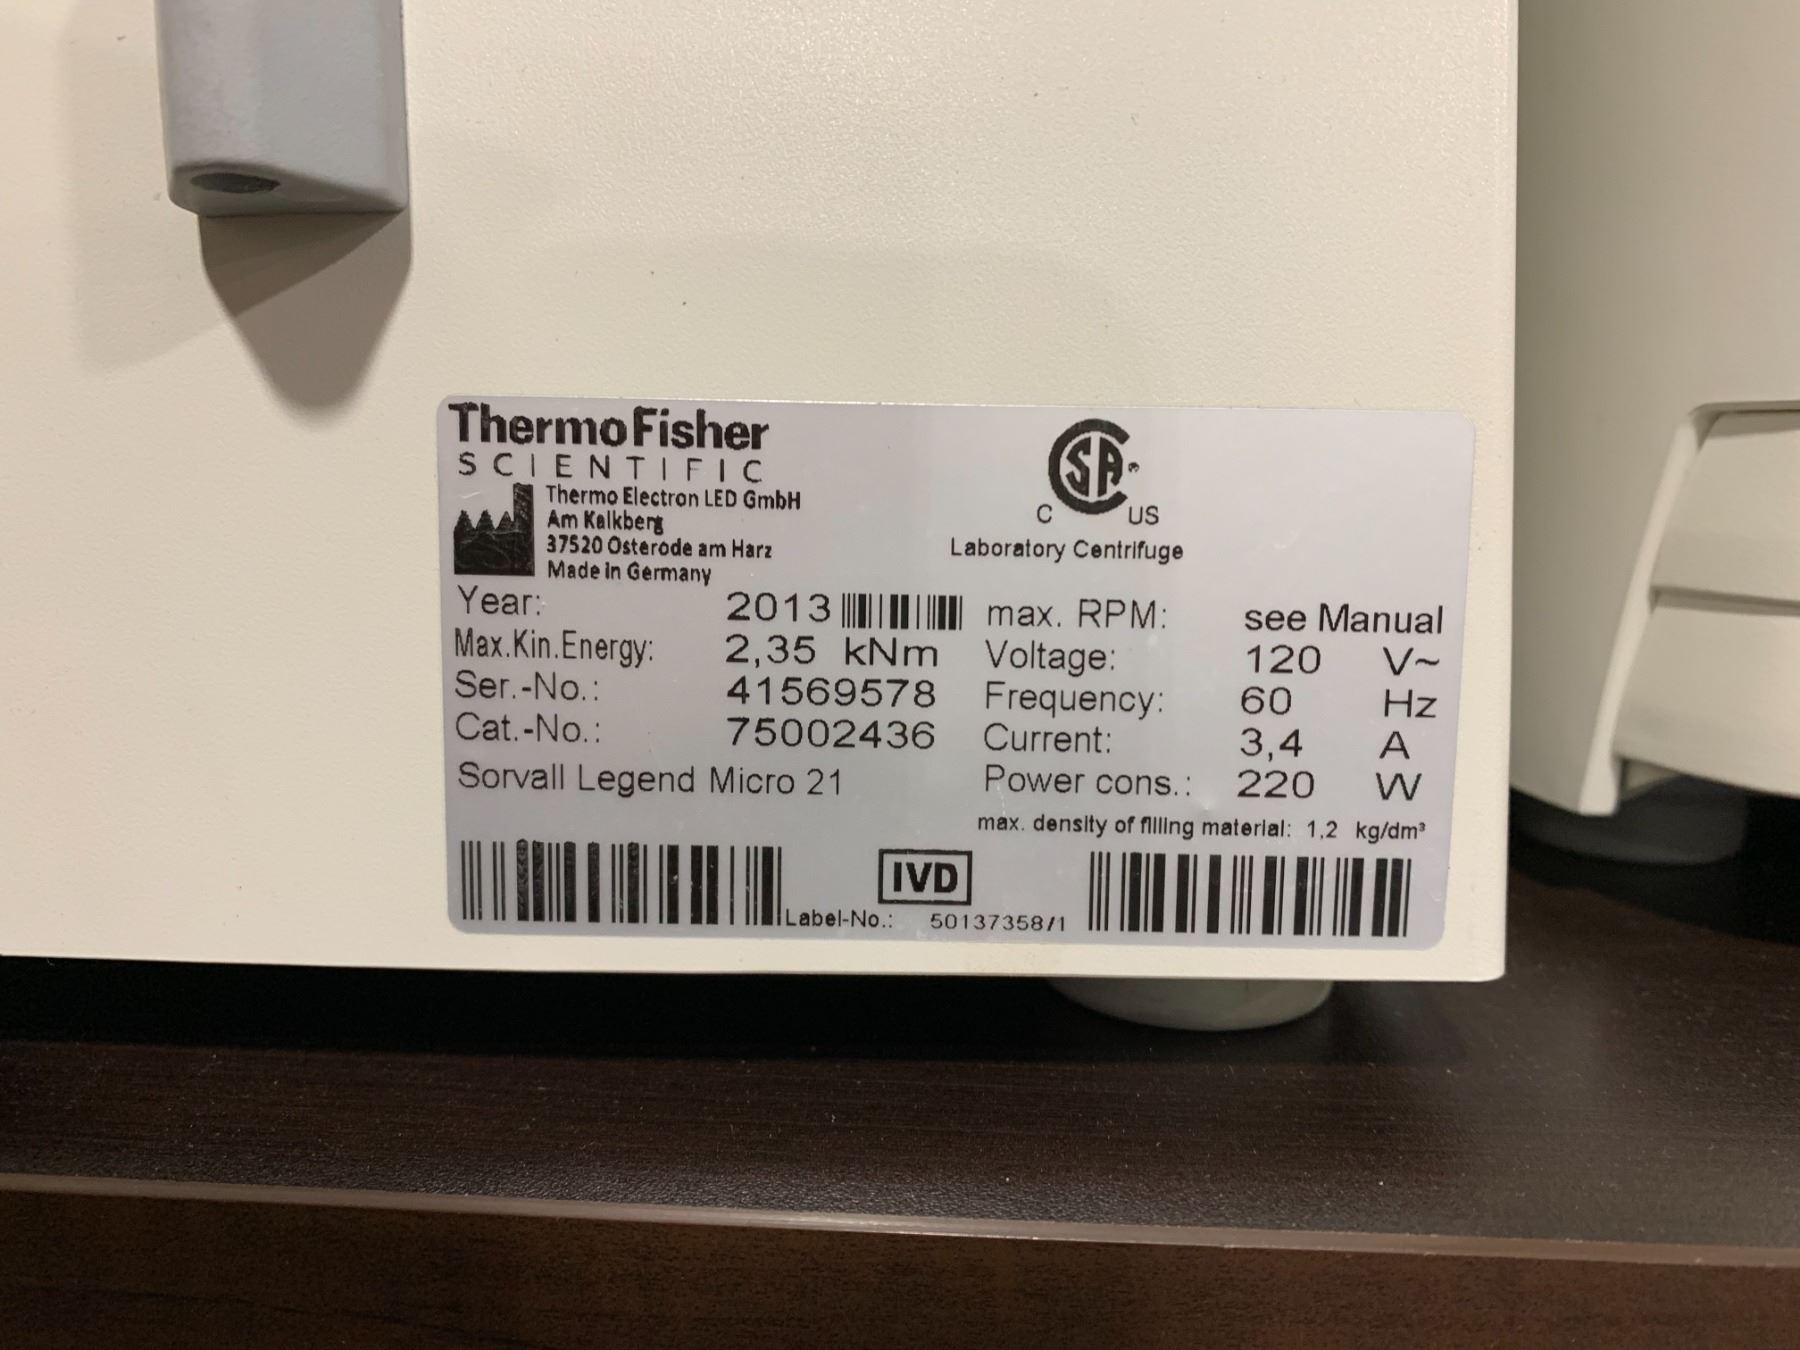 ThermoFisher
SCIENTIFIC
Thermo Electron LED GmbH
Am Kalkberg
37520 Osterode am Harz
Made in Germany
SA ®
C US
Laboratory Centrifuge
Year: 2013
Max.Kin.Energy: 2,35 kNm
Ser.-No.: 41569578
Cat.-No.: 75002436
Sorvall Legend Micro 21
max. RPM: see Manual
Voltage: 120 V~
Frequency: 60 Hz
Current: 3,4 A
Power cons.: 220 W
max. density of filling material: 1,2 kg/dm³
IVD
Label-No.: 50137358/1